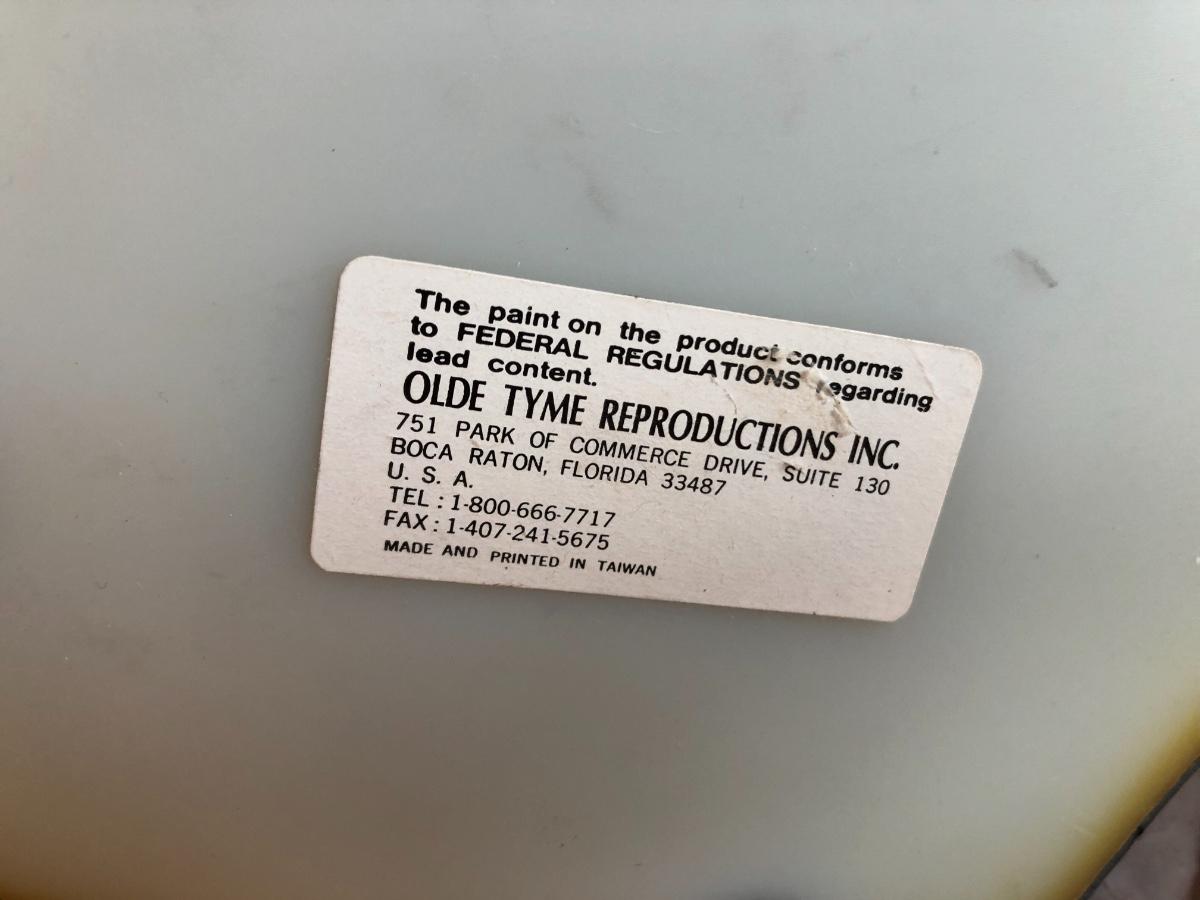 The paint on the product conforms
to FEDERAL REGULATIONS regarding
lead content.
OLDE TYME REPRODUCTIONS INC.
751 PARK OF COMMERCE DRIVE, SUITE 130
BOCA RATON, FLORIDA 33487
U. S. A.
TEL : 1-800-666-7717
FAX : 1-407-241-5675
MADE AND PRINTED IN TAIWAN